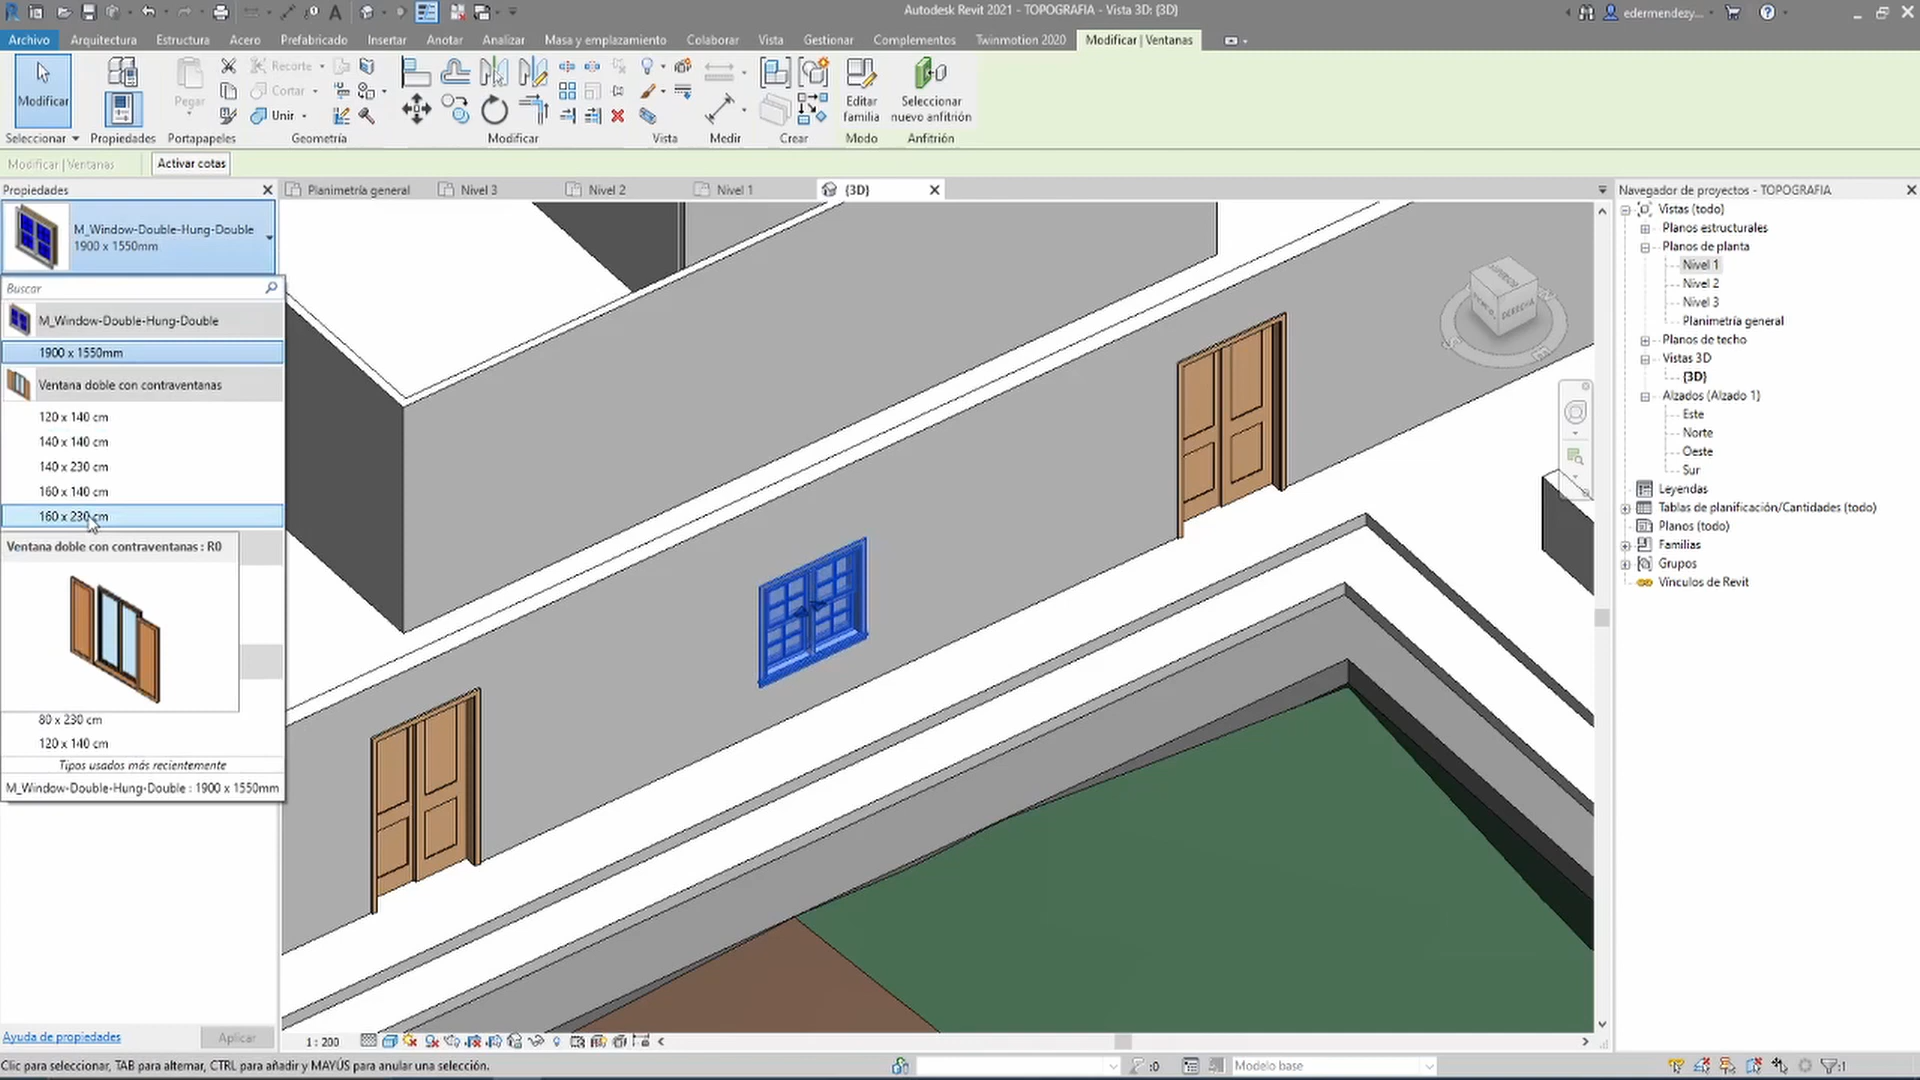 Autodesk Revit 2021 - TOPOGRAFIA - Vista 3D: {3D}
edermendezy...
Archivo
Arquitectura
Estructura
Acero
Prefabricado
Insertar
Anotar
Analizar
Masa y emplazamiento
Colaborar
Vista
Gestionar
Complementos
Twinmotion 2020
Modificar | Ventanas
Modificar
Pegar
Recorte
Cortar
Unir
Editar
familia
Seleccionar
nuevo anfitrión
Seleccionar
Propiedades
Portapapeles
Geometría
Modificar
Vista
Medir
Crear
Modo
Anfitrión
Modificar | Ventanas
Activar cotas
Propiedades
Planimetría general
Nivel 3
Nivel 2
Nivel 1
{3D}
M_Window-Double-Hung-Double
1900 x 1550mm
Buscar
M_Window-Double-Hung-Double
1900 x 1550mm
Ventana doble con contraventanas
120 x 140 cm
140 x 140 cm
140 x 230 cm
160 x 140 cm
160 x 230 cm
Ventana doble con contraventanas : R0
80 x 230 cm
120 x 140 cm
Tipos usados más recientemente
M_Window-Double-Hung-Double : 1900 x 1550mm
Ayuda de propiedades
Aplicar
SUPERIOR
DERECHA
Navegador de proyectos - TOPOGRAFIA
Vistas (todo)
Planos estructurales
Planos de planta
Nivel 1
Nivel 2
Nivel 3
Planimetría general
Planos de techo
Vistas 3D
{3D}
Alzados (Alzado 1)
Este
Norte
Oeste
Sur
Leyendas
Tablas de planificación/Cantidades (todo)
Planos (todo)
Familias
Grupos
Vínculos de Revit
1 : 200
Clic para seleccionar, TAB para alternar, CTRL para añadir y MAYÚS para anular una selección.
:0
Modelo base
:1